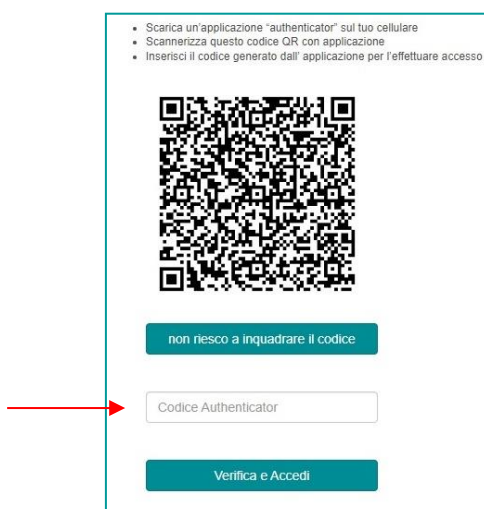 Scarica un'applicazione "authenticator" sul tuo cellulare
Scannerizza questo codice QR con applicazione
Inserisci il codice generato dall' applicazione per l'effettuare accesso
non riesco a inquadrare il codice
Codice Authenticator
Verifica e Accedi